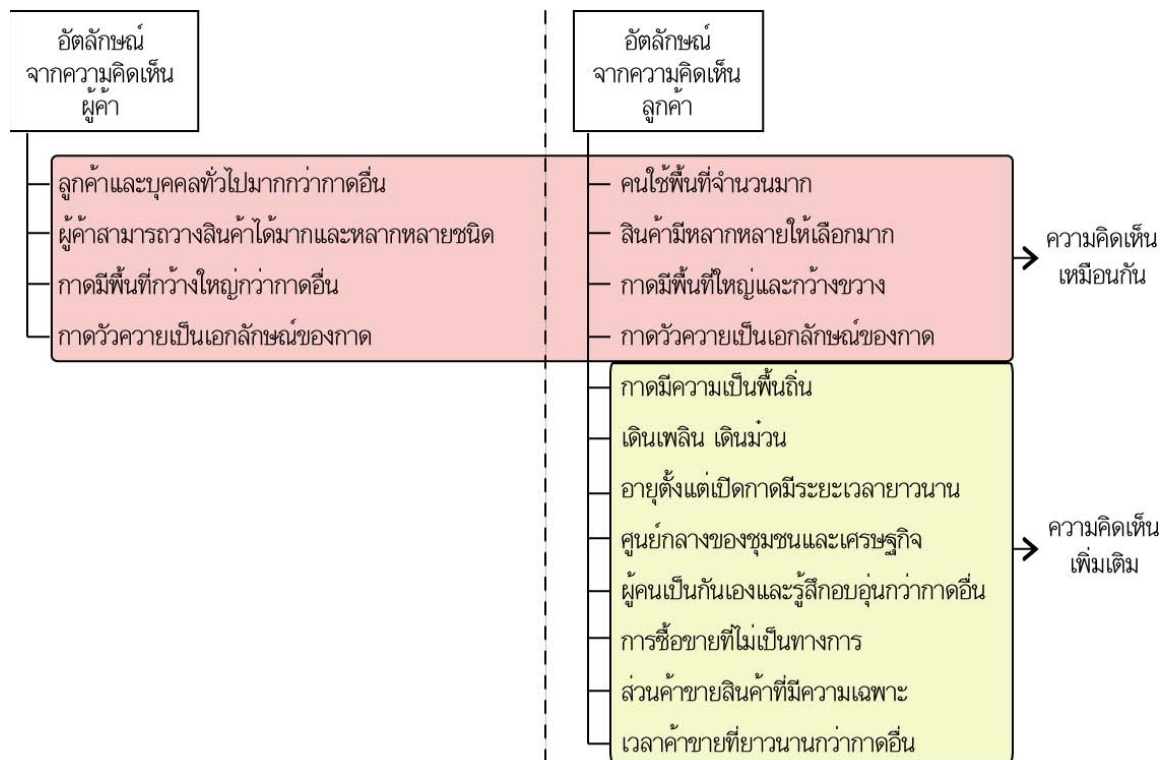 อัตลักษณ์
จากความคิดเห็น
ผู้ค้า
ลูกค้าและบุคคลทั่วไปมากกว่ากาดอื่น
ผู้ค้าสามารถวางสินค้าได้มากและหลากหลายชนิด
กาดมีพื้นที่กว้างใหญ่กว่ากาดอื่น
กาดวัวควายเป็นเอกลักษณ์ของกาด
อัตลักษณ์
จากความคิดเห็น
ลูกค้า
คนใช้พื้นที่จำนวนมาก
สินค้ามีหลากหลายให้เลือกมาก
กาดมีพื้นที่ใหญ่และกว้างขวาง
กาดวัวควายเป็นเอกลักษณ์ของกาด
ความคิดเห็น
เหมือนกัน
กาดมีความเป็นพื้นถิ่น
เดินเพลิน เดินม่วน
อายุตั้งแต่เปิดกาดมีระยะเวลายาวนาน
ศูนย์กลางของชุมชนและเศรษฐกิจ
ผู้คนเป็นกันเองและรู้สึกอบอุ่นกว่ากาดอื่น
การซื้อขายที่ไม่เป็นทางการ
ส่วนค้าขายสินค้าที่มีความเฉพาะ
เวลาค้าขายที่ยาวนานกว่ากาดอื่น
ความคิดเห็น
เพิ่มเติม